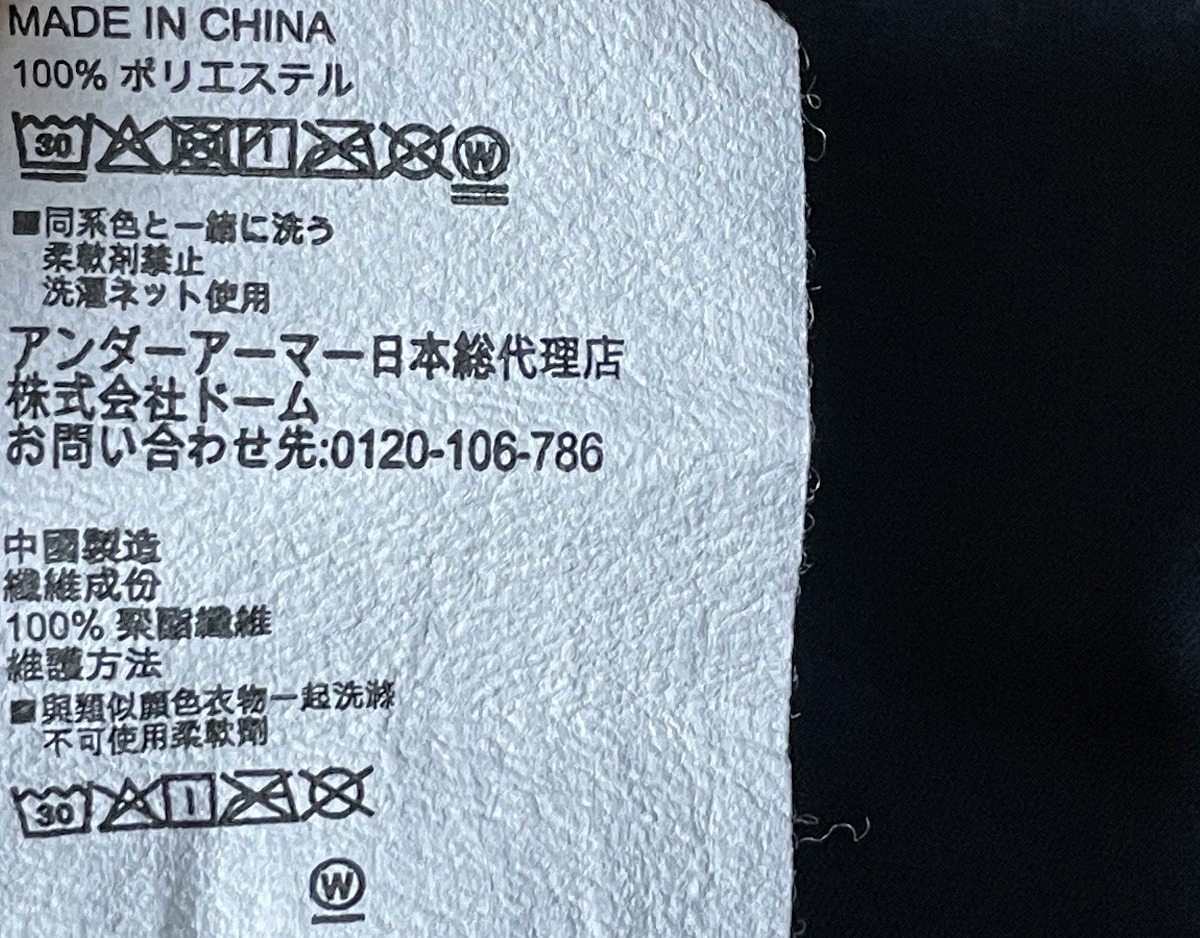 MADE IN CHINA
100% ポリエステル
30 W
■同系色と一緒に洗う
柔軟剤禁止
洗濯ネット使用
アンダーアーマー日本総代理店
株式会社ドーム
お問い合わせ先:0120-106-786
中國製造
纖維成份
100% 聚酯纖維
維護方法
■與類似顏色衣物一起洗滌
不可使用柔軟劑
30
W